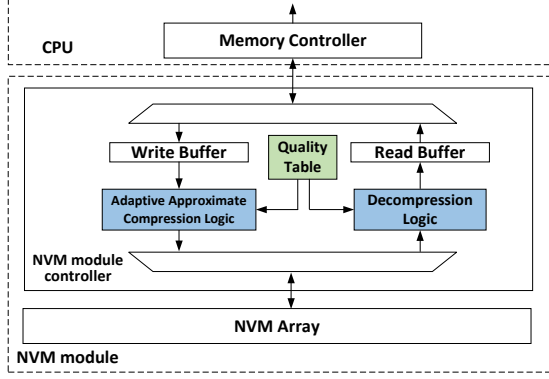 CPU
Memory Controller
Write Buffer
Quality
Table
Read Buffer
Adaptive Approximate
Compression Logic
Decompression
Logic
NVM module
controller
NVM Array
NVM module